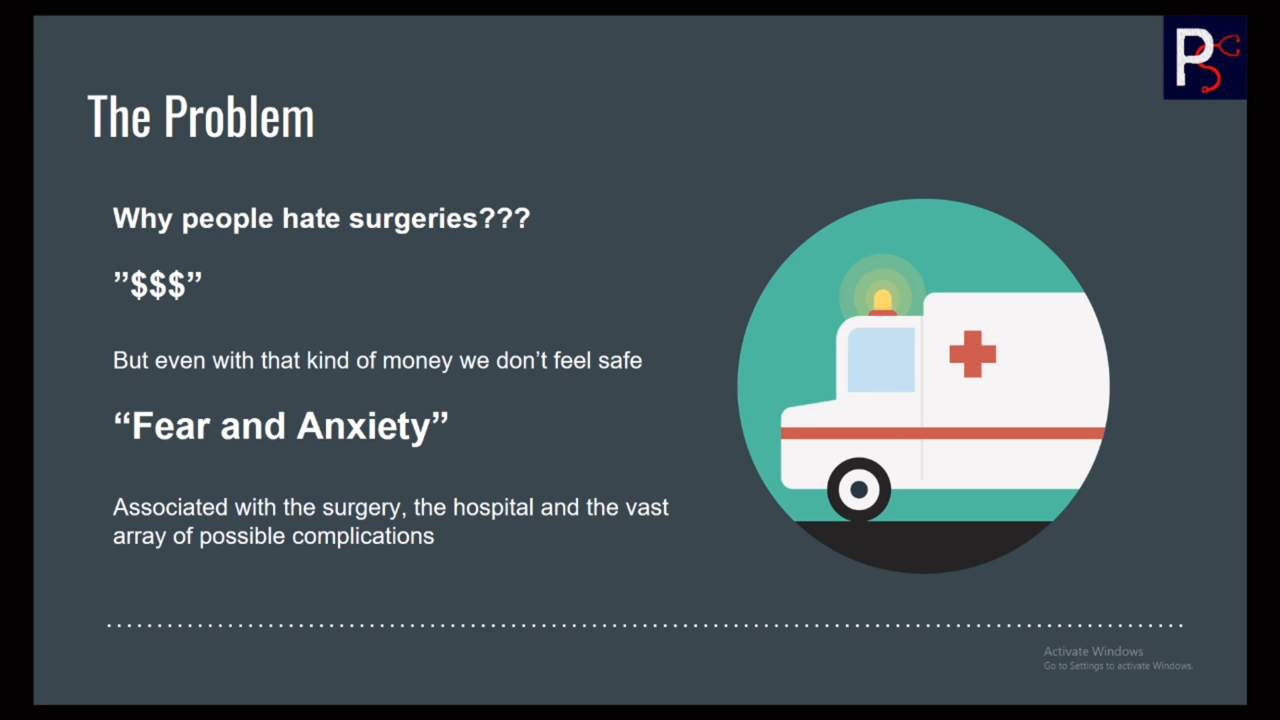 PS
The Problem
Why people hate surgeries???
”$$$”
But even with that kind of money we don’t feel safe
“Fear and Anxiety”
Associated with the surgery, the hospital and the vast
array of possible complications
Activate Windows
Go to Settings to activate Windows.